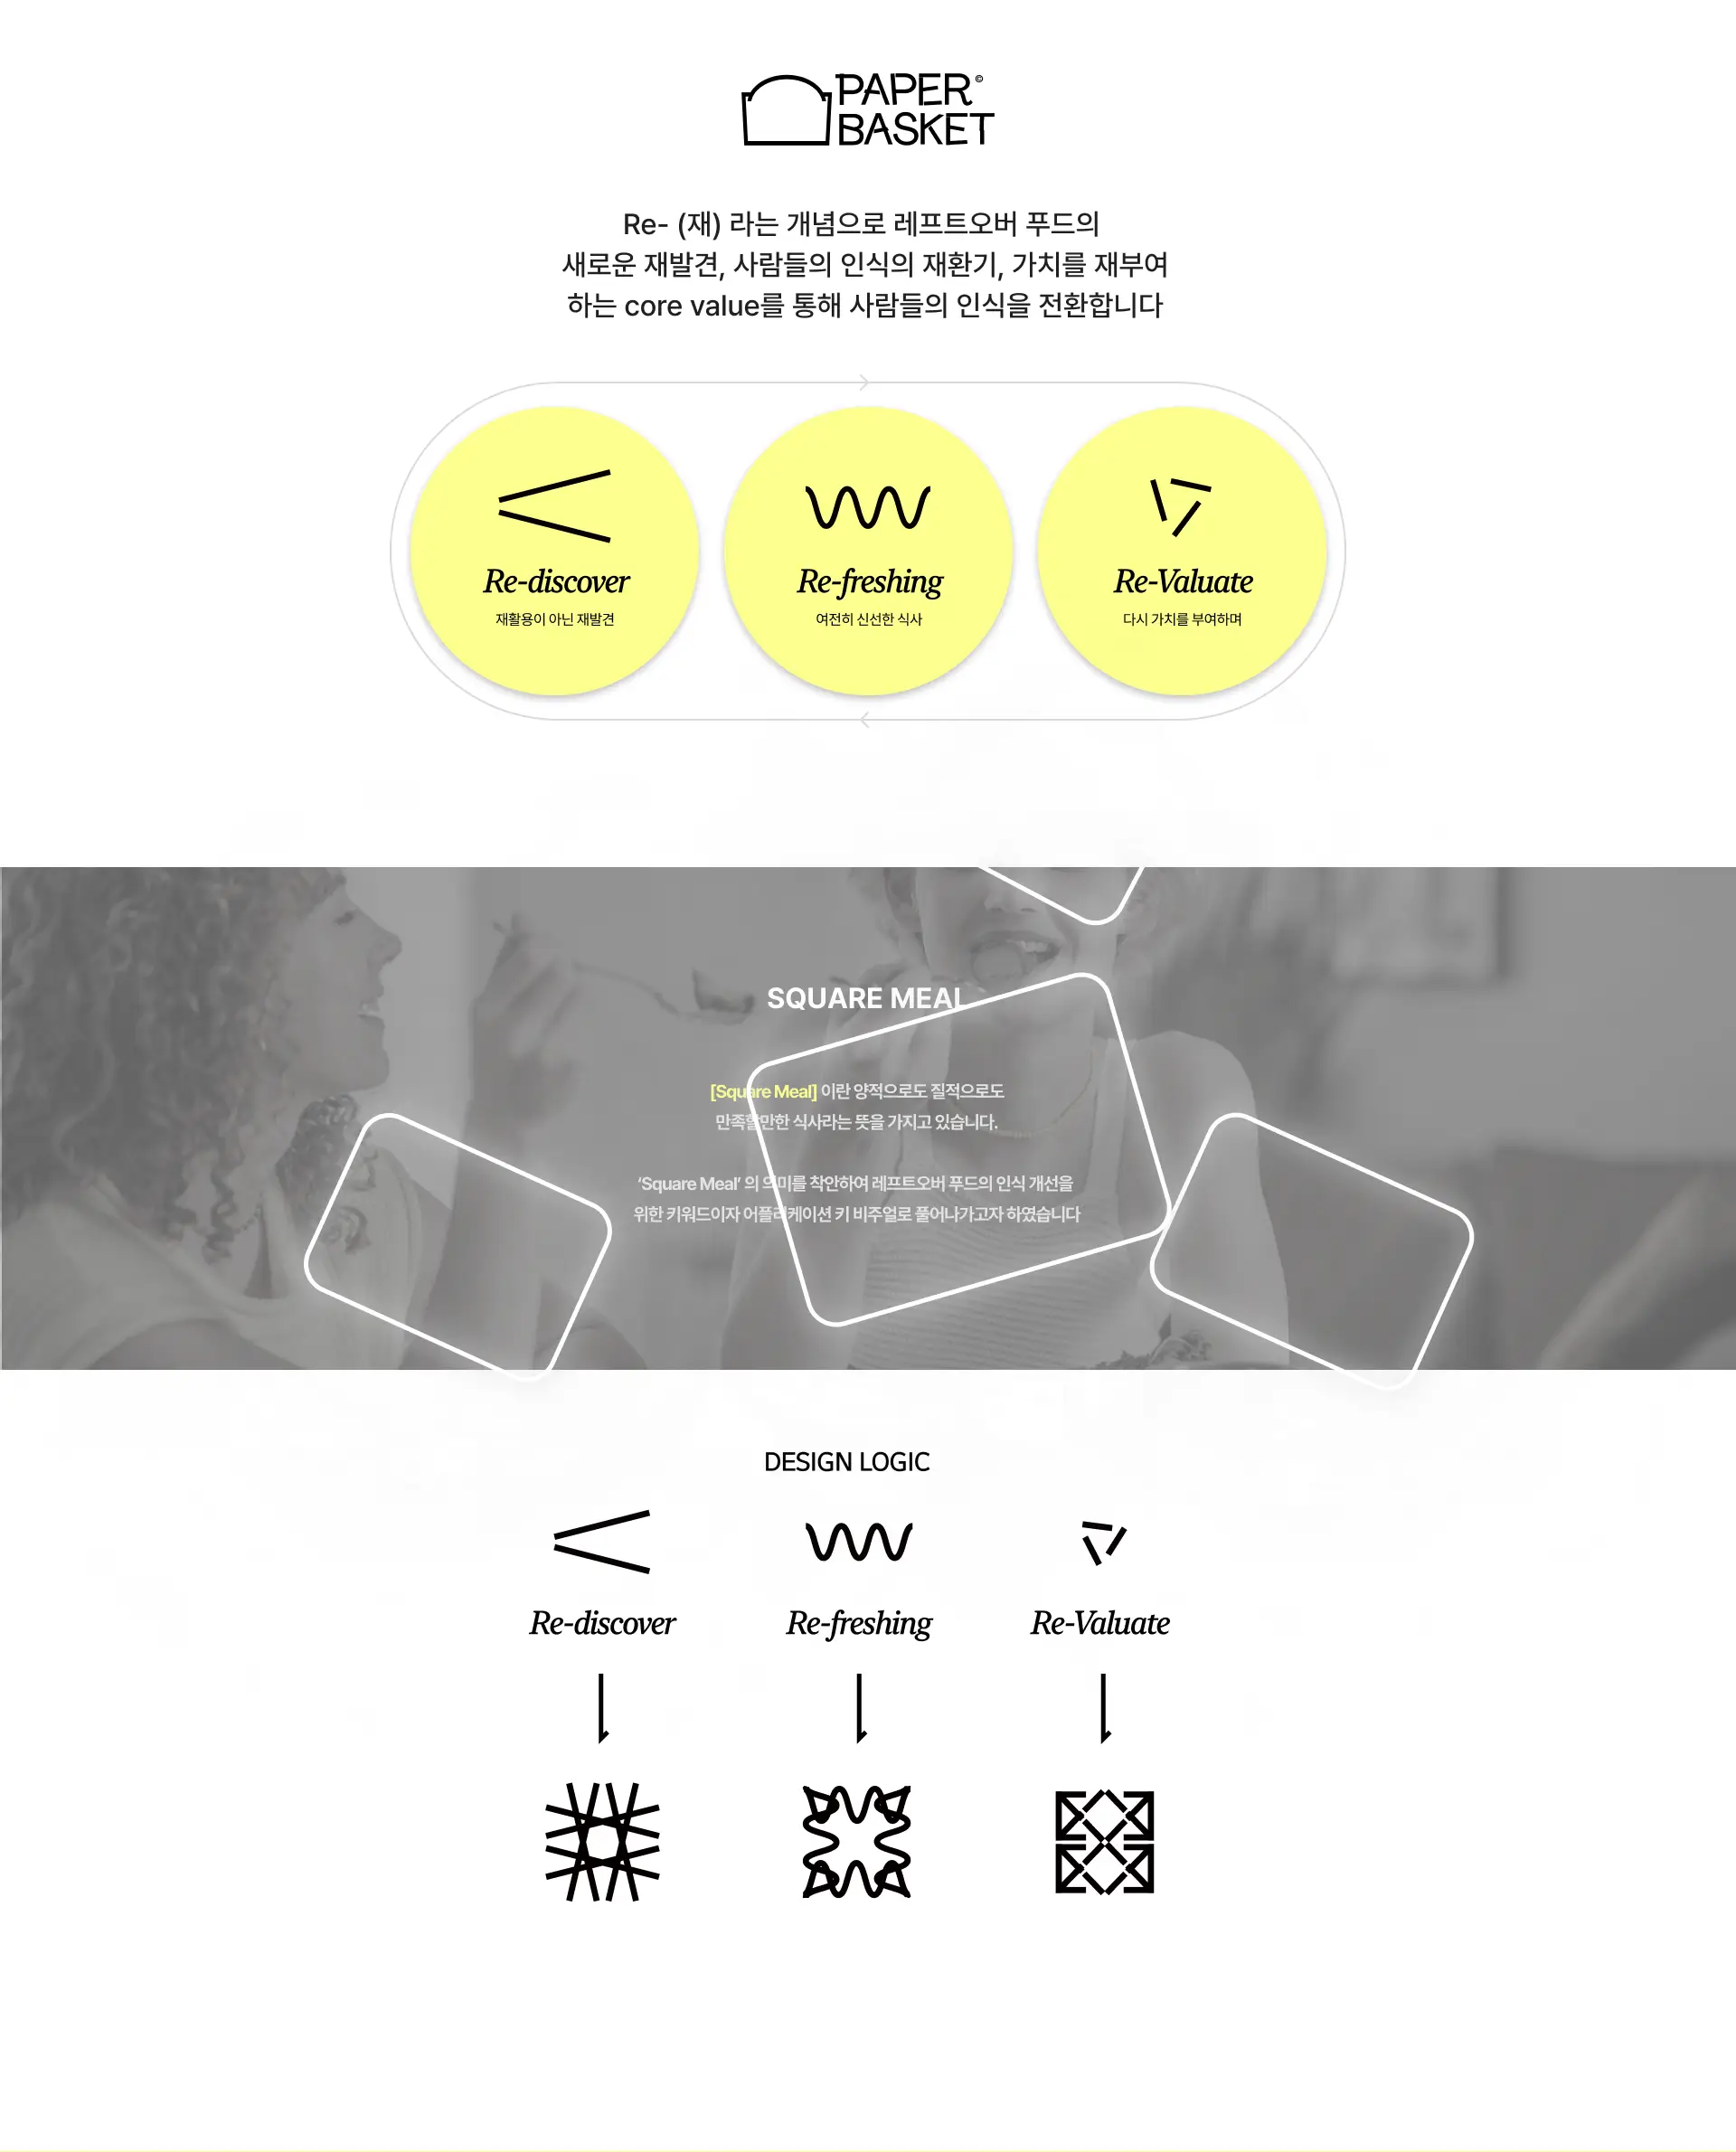 PAPER©
BASKET
Re- (재) 라는 개념으로 레프트오버 푸드의
새로운 재발견, 사람들의 인식의 재환기, 가치를 재부여
하는 core value를 통해 사람들의 인식을 전환합니다
Re-discover
재활용이 아닌 재발견
Re-freshing
여전히 신선한 식사
Re-Valuate
다시 가치를 부여하며
SQUARE MEAL
[Square Meal] 이란 양적으로도 질적으로도
만족할만한 식사라는 뜻을 가지고 있습니다.
‘Square Meal’ 의 의미를 착안하여 레프트오버 푸드의 인식 개선을
위한 키워드이자 어플리케이션 키 비주얼로 풀어나가고자 하였습니다
DESIGN LOGIC
Re-discover
Re-freshing
Re-Valuate